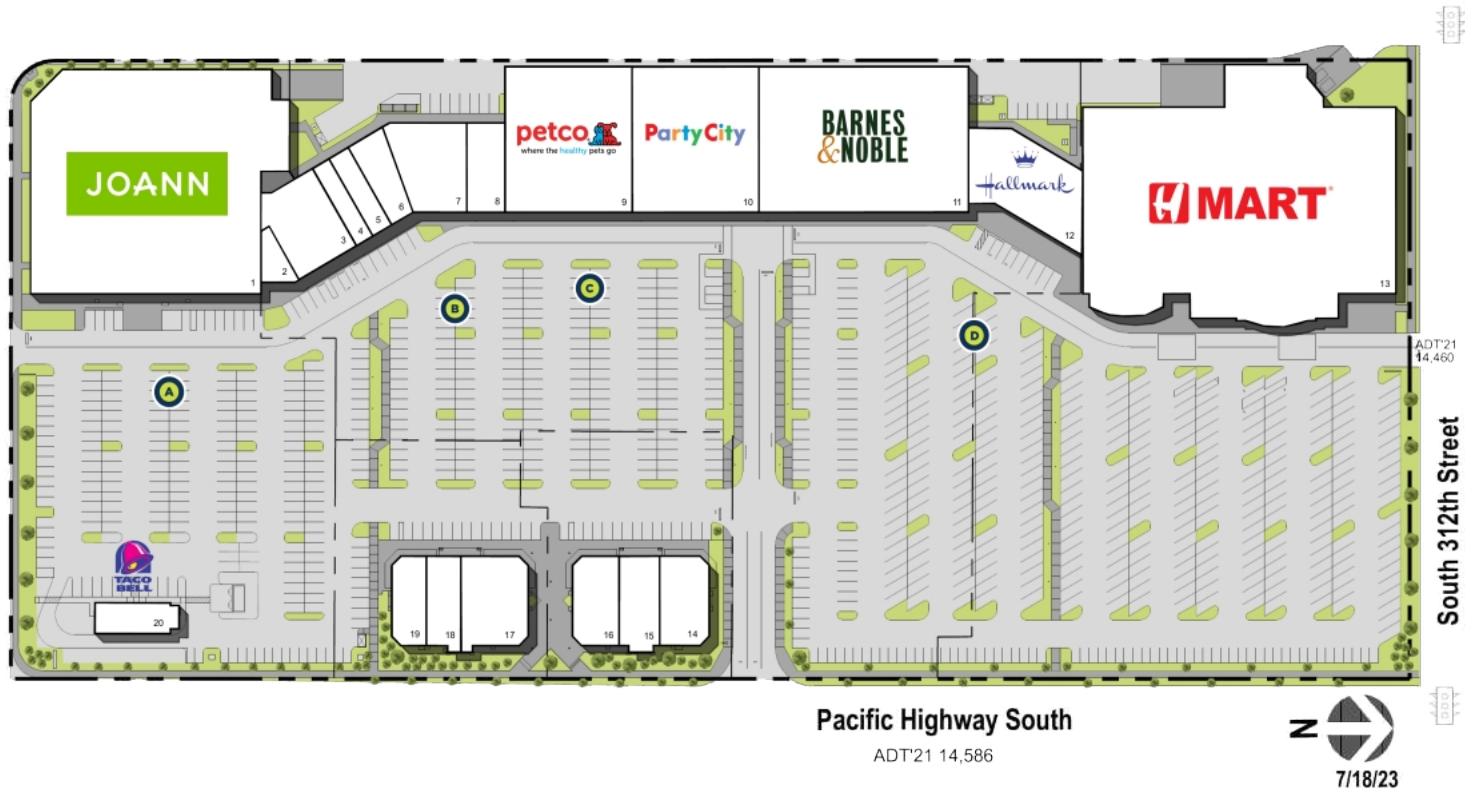 JOANN
petco
where the healthy pets go
PartyCity
BARNES
&NOBLE
Hallmark
H MART
1
2
3
4
5
6
7
8
9
10
11
12
13
A
B
C
D
ADT'21
14,460
South 312th Street
TACO
BELL
20
19
18
17
16
15
14
Pacific Highway South
ADT'21 14,586
N
7/18/23